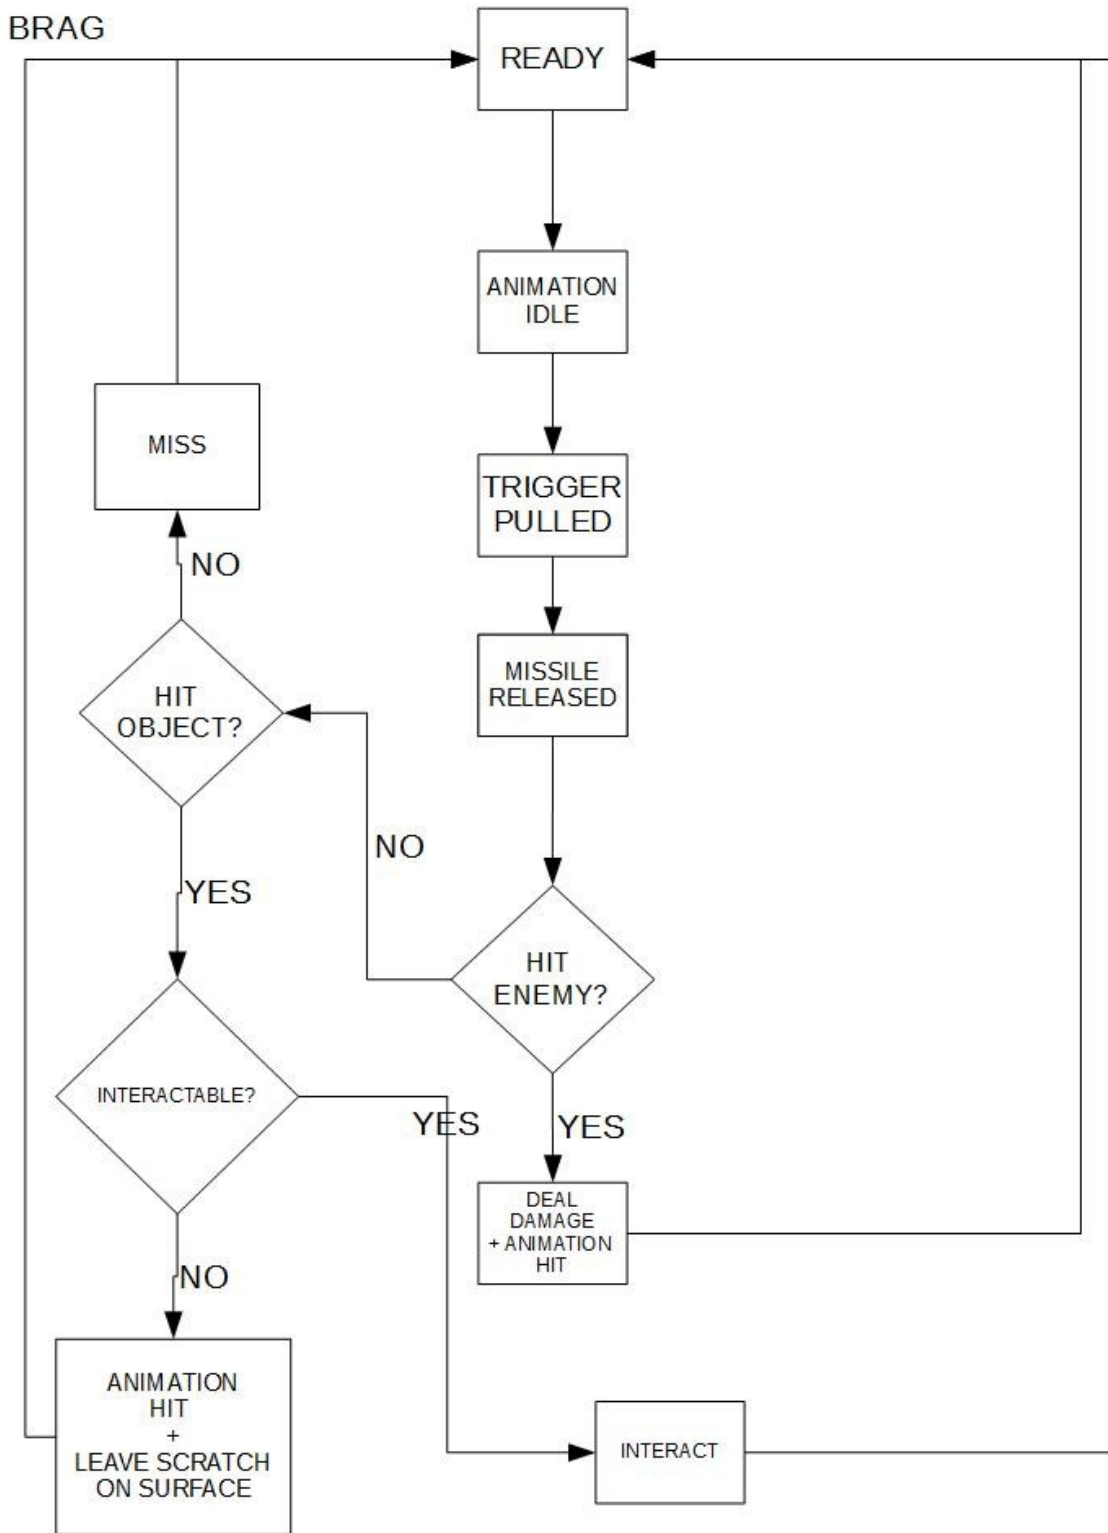 BRAG
READY
ANIMATION
IDLE
TRIGGER
PULLED
MISS
NO
MISSILE
RELEASED
HIT
OBJECT?
NO
YES
HIT
ENEMY?
INTERACTABLE?
YES
YES
DEAL
DAMAGE
+ ANIMATION
HIT
NO
ANIMATION
HIT
+
LEAVE SCRATCH
ON SURFACE
INTERACT